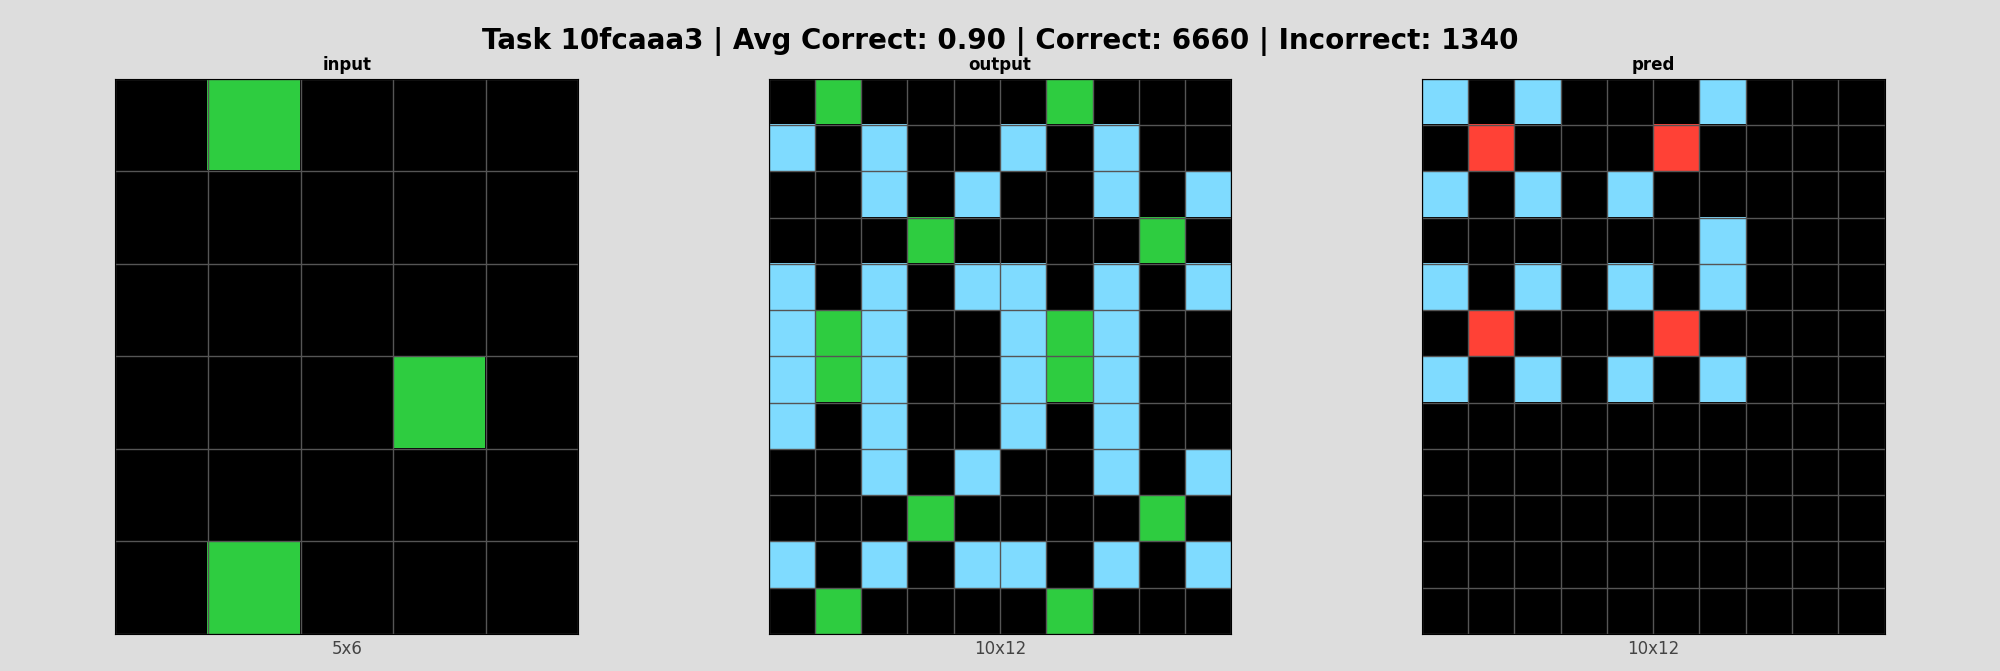 Task 10fcaaa3 | Avg Correct: 0.90 | Correct: 6660 | Incorrect: 1340
input
output
pred
5x6
10x12
10x12